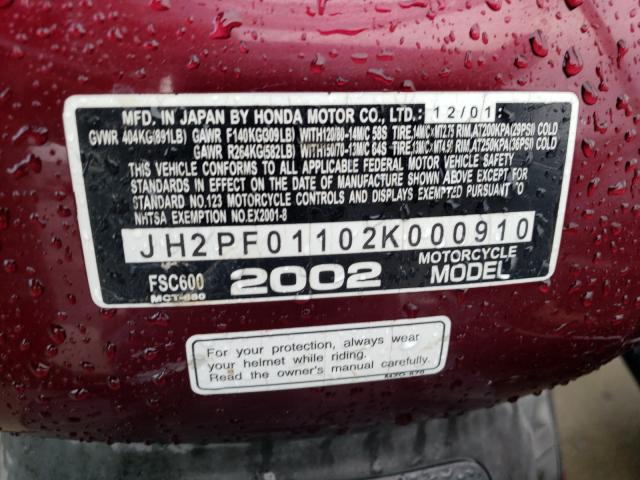 MFD. IN JAPAN BY HONDA MOTOR CO., LTD.: 12/01:
GVWR 404KG(891LB) GAWR F140KG(309LB) WITH120/80-14M/C 58S TIRE,14M/C×MT2.75 RIM,AT200KPA(29PSI) COLD
GAWR R264KG(582LB) WITH150/70-13M/C 64S TIRE,13M/C×MT4.50 RIM,AT250KPA(36PSI) COLD
THIS VEHICLE CONFORMS TO ALL APPLICABLE FEDERAL MOTOR VEHICLE SAFETY
STANDARDS IN EFFECT ON THE DATE OF MANUFACTURE SHOWN ABOVE EXCEPT FOR
STANDARD NO.123 MOTORCYCLE CONTROLS AND DISPLAYS EXEMPTED PURSUANT TO
NHTSA EXEMPTION NO.EX2001-8
JH2PF01102K000910
FSC600 2002 MOTORCYCLE
MCT-680 MODEL
For your protection, always wear
your helmet while riding.
Read the owner's manual carefully.